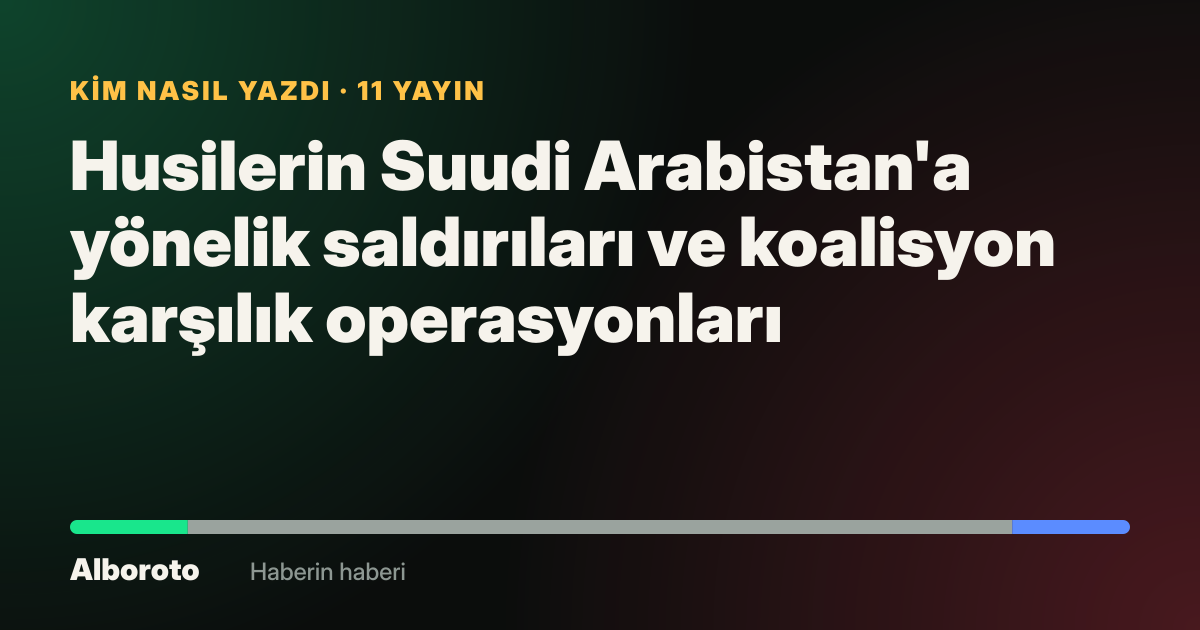 KİM NASIL YAZDI · 11 YAYIN
Husilerin Suudi Arabistan'a
yönelik saldırıları ve koalisyon
karşılık operasyonları
Alboroto
Haberin haberi